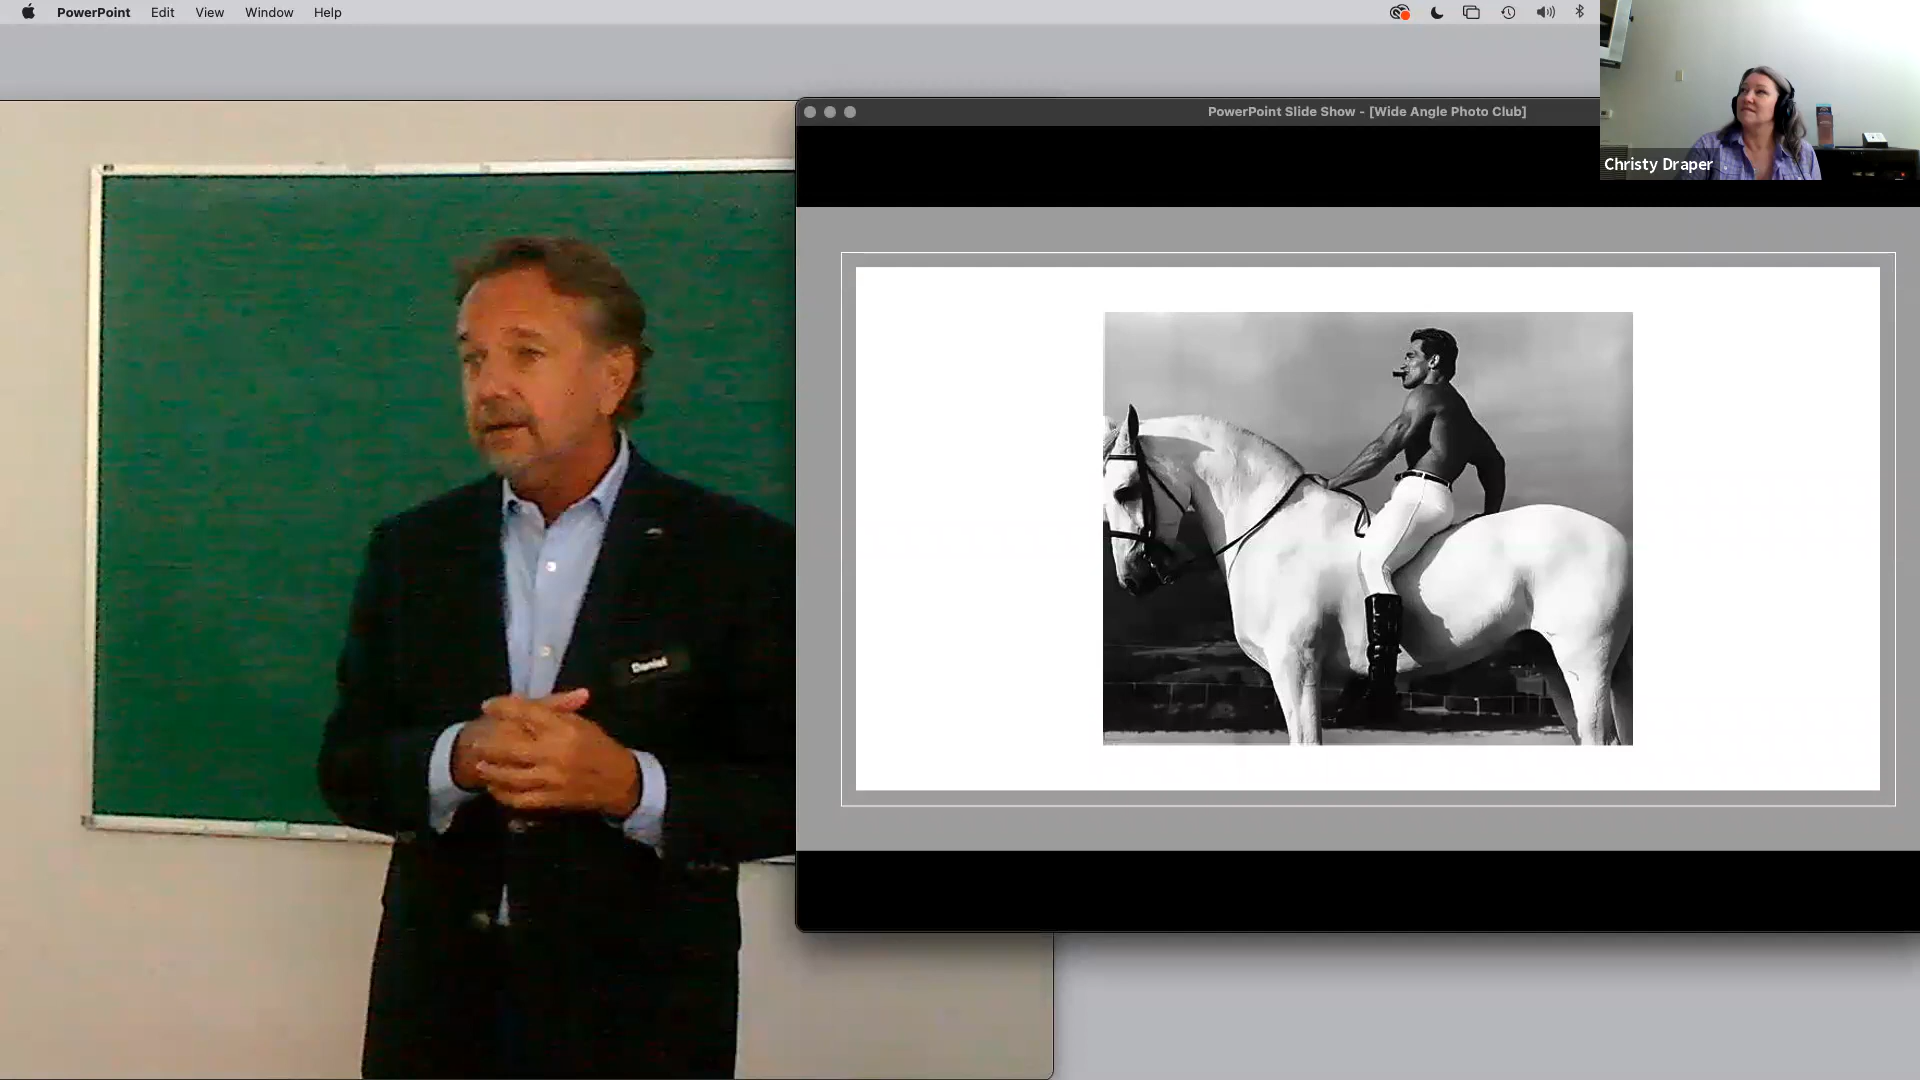 PowerPoint Edit View Window Help
PowerPoint Slide Show - [Wide Angle Photo Club]
Christy Draper
Daniel